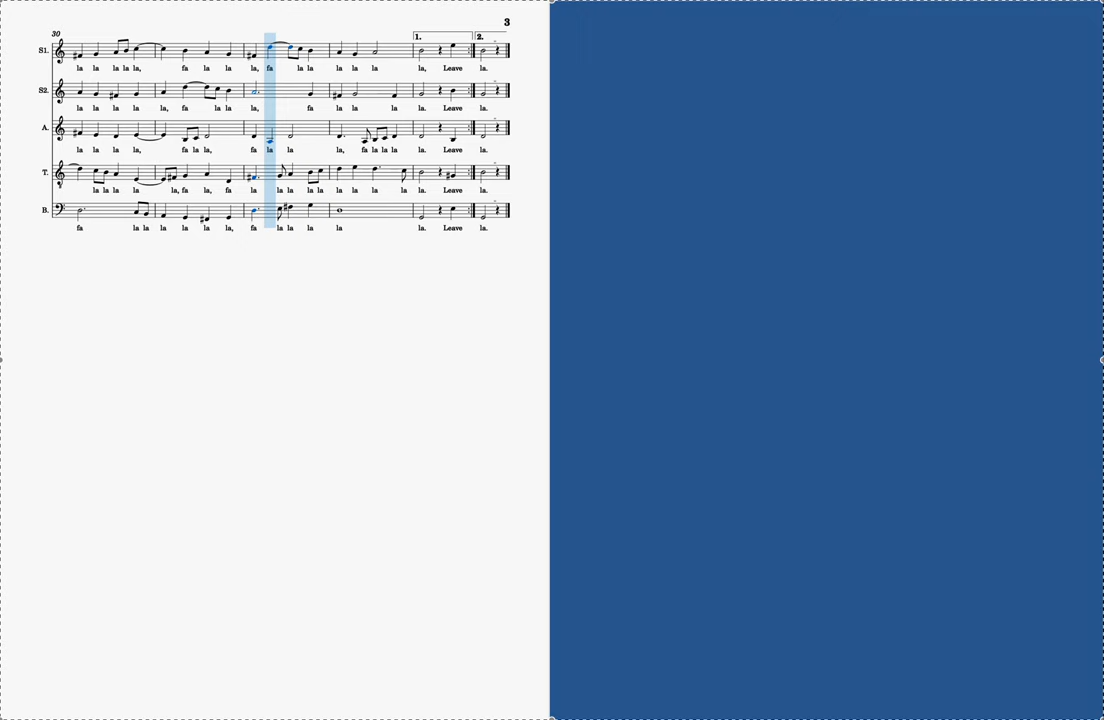 3
30
1. 2.
S1. la la la la la, fa la la la, fa la la la la la la, Leave la.
S2. la la la la la, fa la la la, fa la la la la la. Leave la.
A. la la la la, fa la la, fa la la la, fa la la la la. Leave la.
T. la la la la la, fa la, fa la la la la la la la la la la. Leave la.
B. fa la la la la la la, fa la la la la la. Leave la.